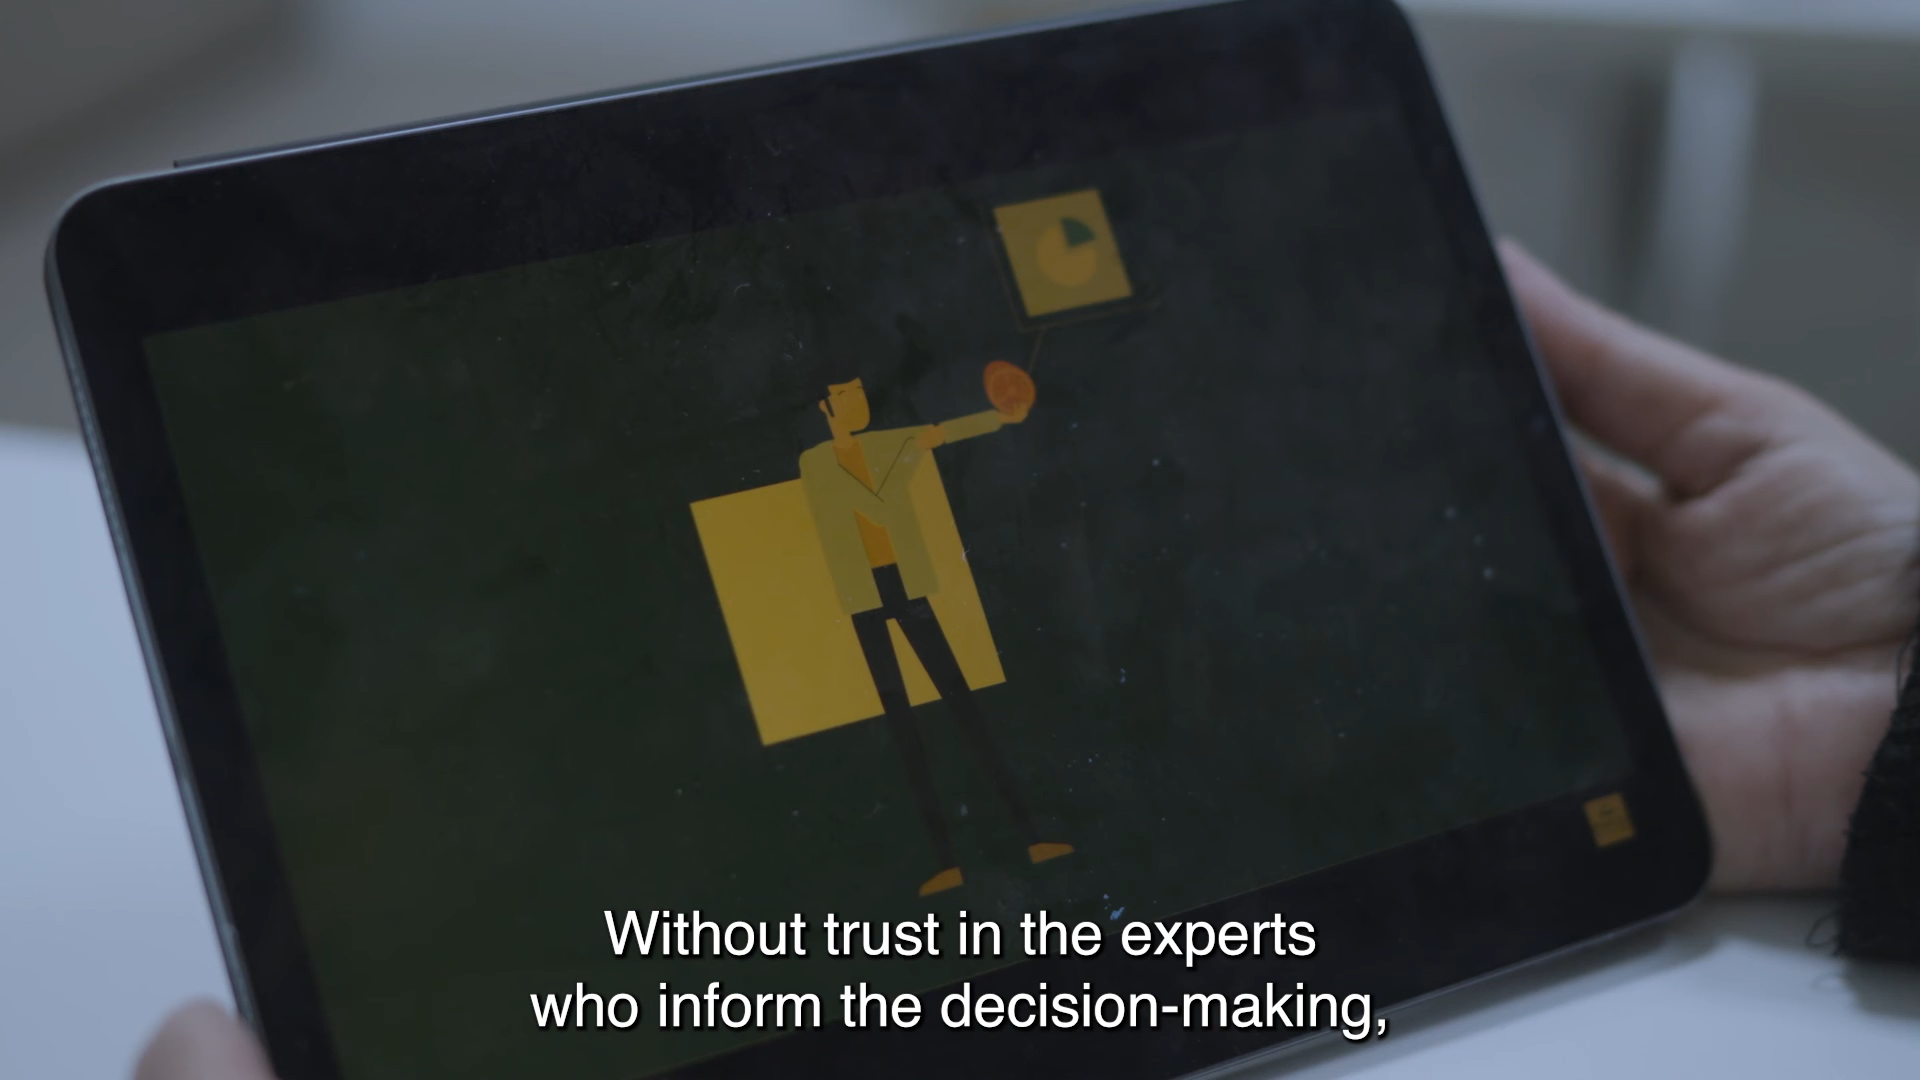 Without trust in the experts
who inform the decision-making,